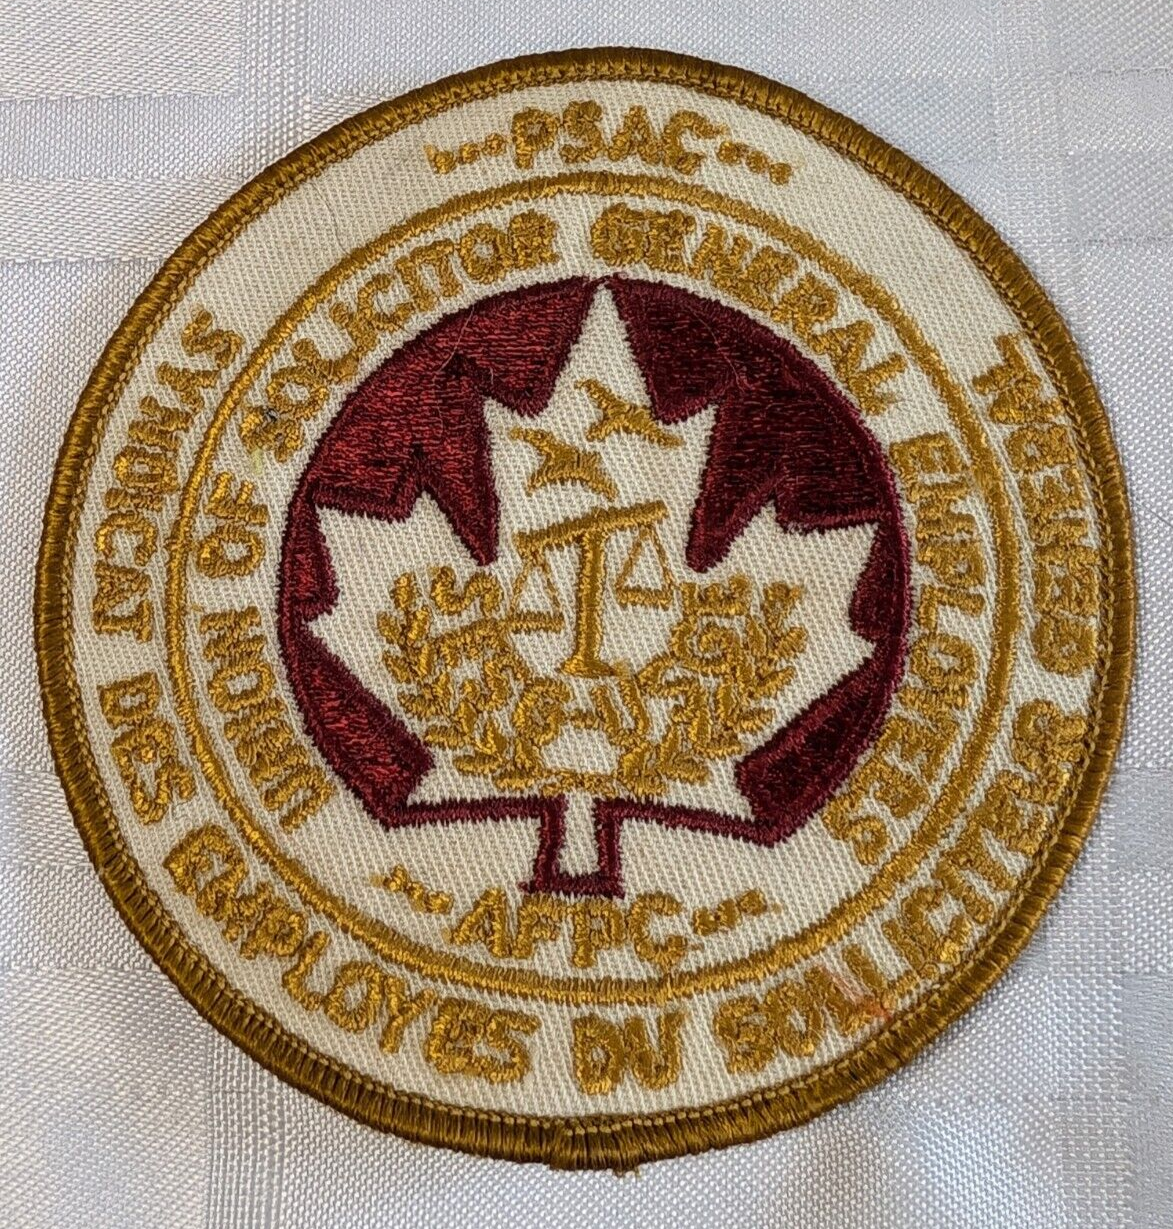 ...PSAC...
UNION OF SOLICITOR GENERAL EMPLOYEES
...AFPC...
SYNDICAT DES EMPLOYES DU SOLLICITEUR GENERAL